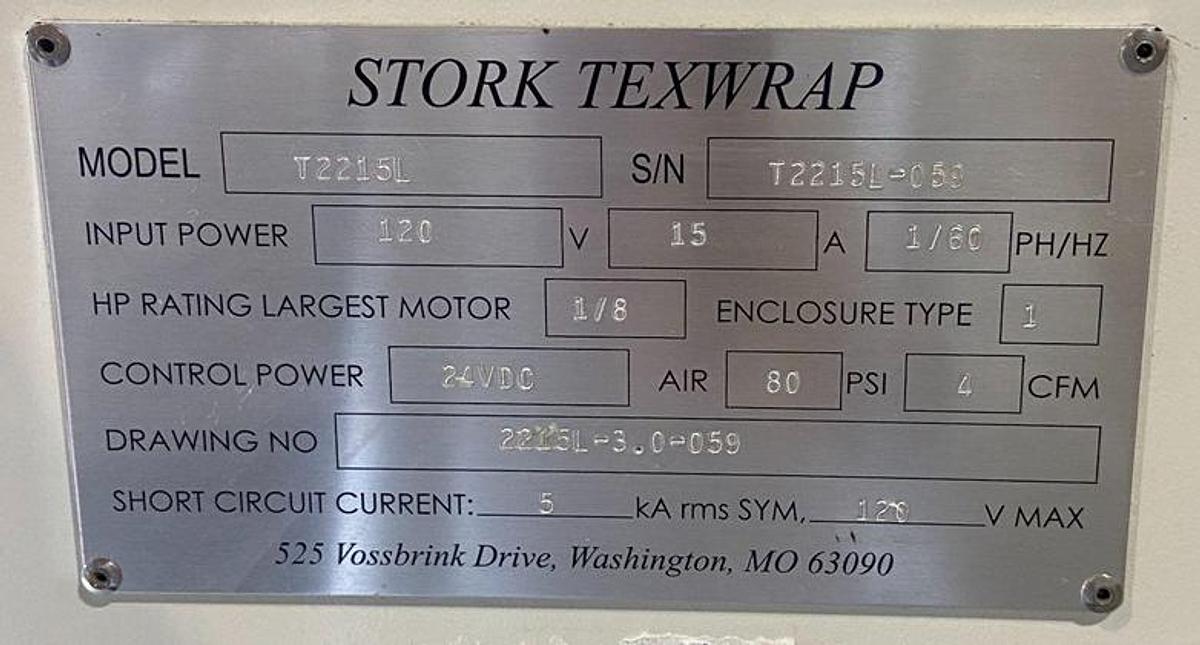 STORK TEXWRAP
MODEL T2215L S/N T2215L-059
INPUT POWER 120 V 15 A 1/60 PH/HZ
HP RATING LARGEST MOTOR 1/8 ENCLOSURE TYPE 1
CONTROL POWER 24VDC AIR 80 PSI 4 CFM
DRAWING NO 2215L-3.0-059
SHORT CIRCUIT CURRENT: 5 kA rms SYM, 120 V MAX
525 Vossbrink Drive, Washington, MO 63090